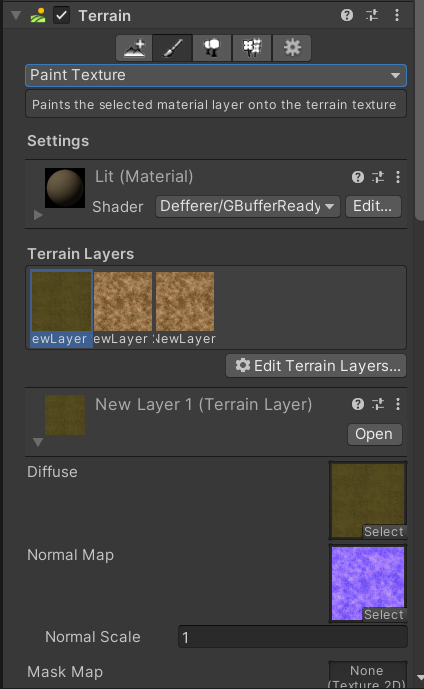 Terrain
Paint Texture
Paints the selected material layer onto the terrain texture
Settings
Lit (Material)
Shader Defferer/GBufferReady Edit...
Terrain Layers
ewLayer ewLayer NewLayer
Edit Terrain Layers...
New Layer 1 (Terrain Layer)
Open
Diffuse
Select
Normal Map
Select
Normal Scale 1
Mask Map None
(Texture 2D)